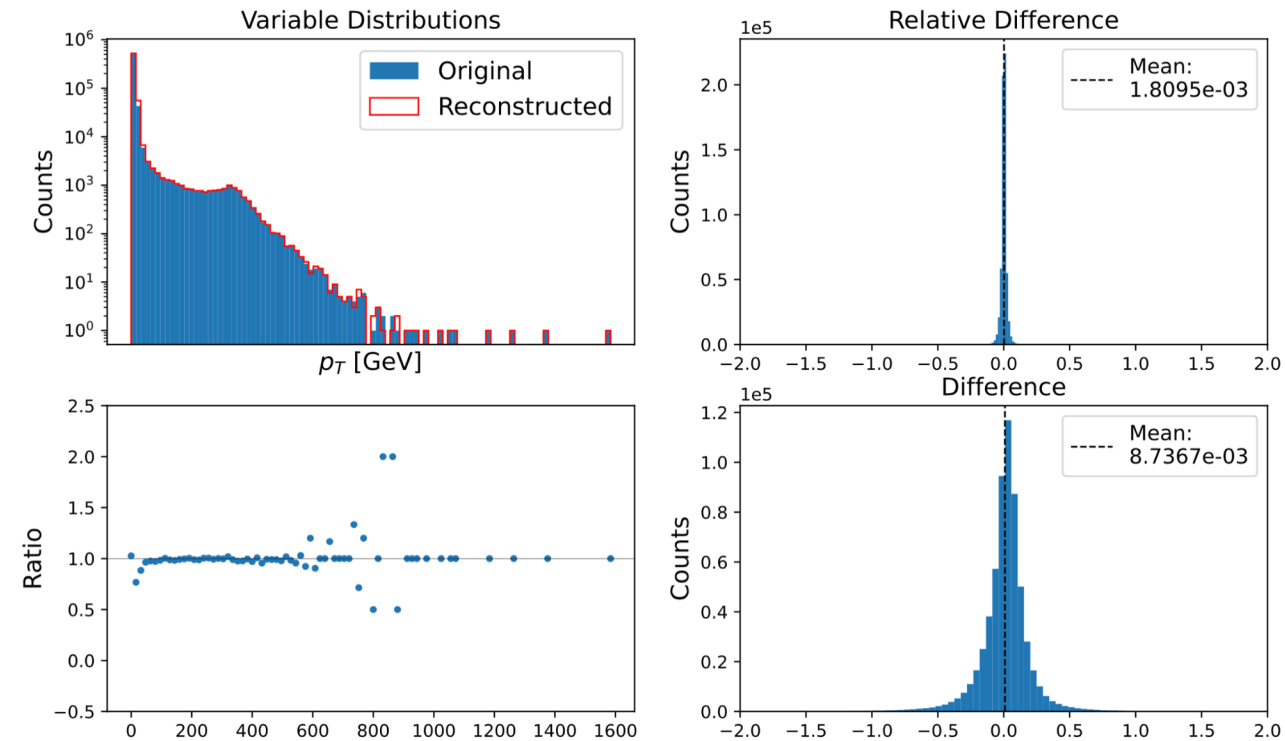 Variable Distributions
10⁶
10⁵
10⁴
10³
10²
10¹
10⁰
Counts
Original
Reconstructed
p_T [GeV]
Relative Difference
1e5
2.0
1.5
1.0
0.5
0.0
Counts
Mean:
1.8095e-03
−2.0 −1.5 −1.0 −0.5 0.0 0.5 1.0 1.5 2.0
2.5
2.0
1.5
1.0
0.5
0.0
−0.5
Ratio
0 200 400 600 800 1000 1200 1400 1600
Difference
1e5
1.2
1.0
0.8
0.6
0.4
0.2
0.0
Counts
Mean:
8.7367e-03
−2.0 −1.5 −1.0 −0.5 0.0 0.5 1.0 1.5 2.0